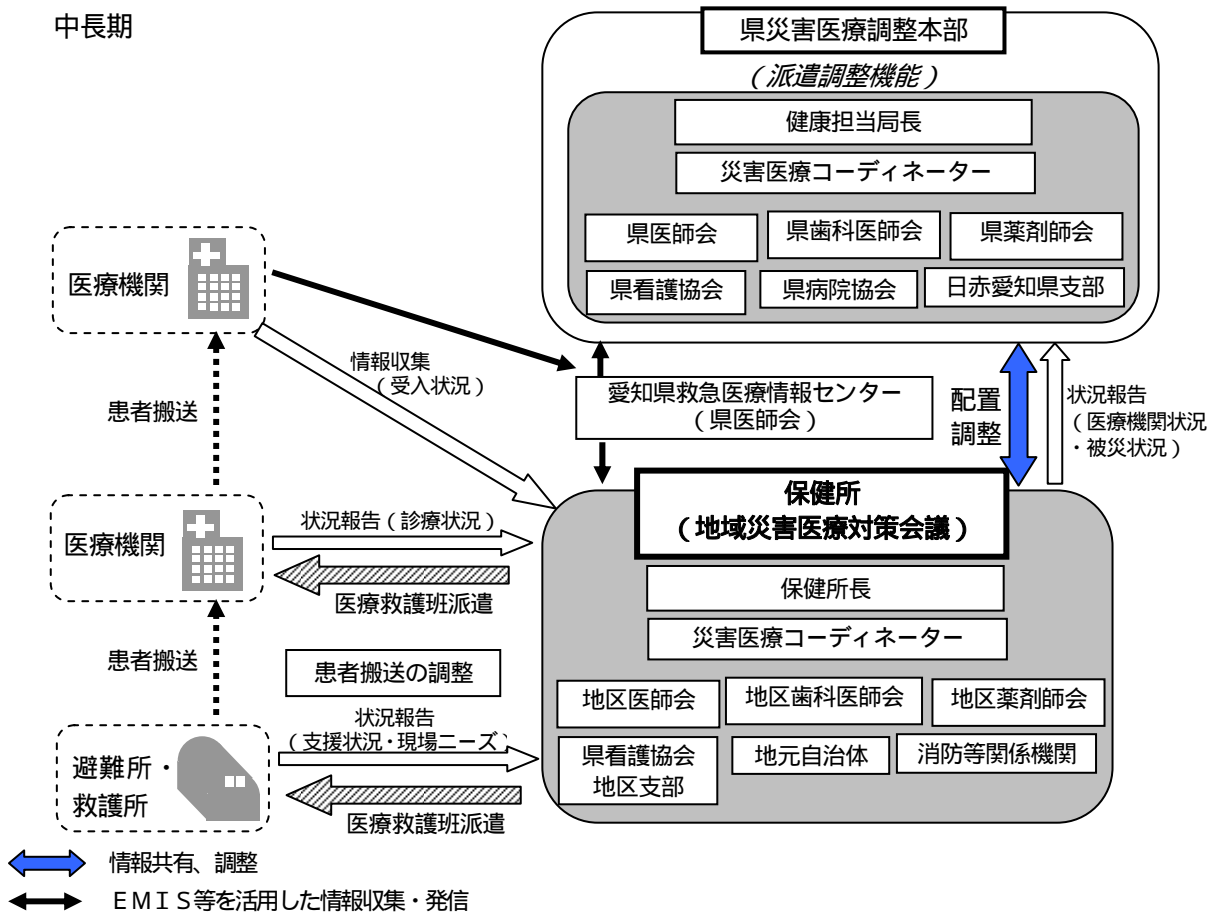 中長期
県災害医療調整本部
(派遣調整機能)
健康担当局長
災害医療コーディネーター
県医師会
県歯科医師会
県薬剤師会
県看護協会
県病院協会
日赤愛知県支部
医療機関
情報収集
(受入状況)
愛知県救急医療情報センター
(県医師会)
配置
調整
状況報告
(医療機関状況
・被災状況)
患者搬送
医療機関
状況報告(診療状況)
医療救護班派遣
保健所
(地域災害医療対策会議)
保健所長
災害医療コーディネーター
地区医師会
地区歯科医師会
地区薬剤師会
県看護協会
地区支部
地元自治体
消防等関係機関
患者搬送
患者搬送の調整
状況報告
(支援状況・現場ニーズ)
避難所・
救護所
医療救護班派遣
情報共有、調整
EMIS等を活用した情報収集・発信